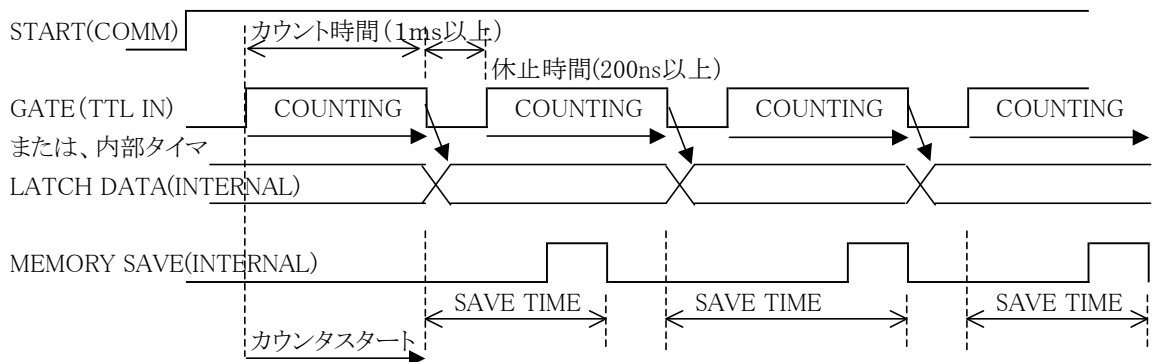 START(COMM)
カウント時間(1ms以上)
休止時間(200ns以上)
GATE(TTL IN)
COUNTING
COUNTING
COUNTING
COUNTING
または、内部タイマ
LATCH DATA(INTERNAL)
MEMORY SAVE(INTERNAL)
SAVE TIME
SAVE TIME
SAVE TIME
カウンタスタート